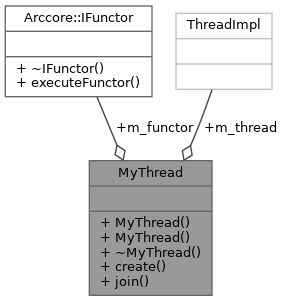 Arccore::IFunctor
+ ~IFunctor()
+ executeFunctor()
ThreadImpl
+m_functor
+m_thread
MyThread
+ MyThread()
+ MyThread()
+ ~MyThread()
+ create()
+ join()